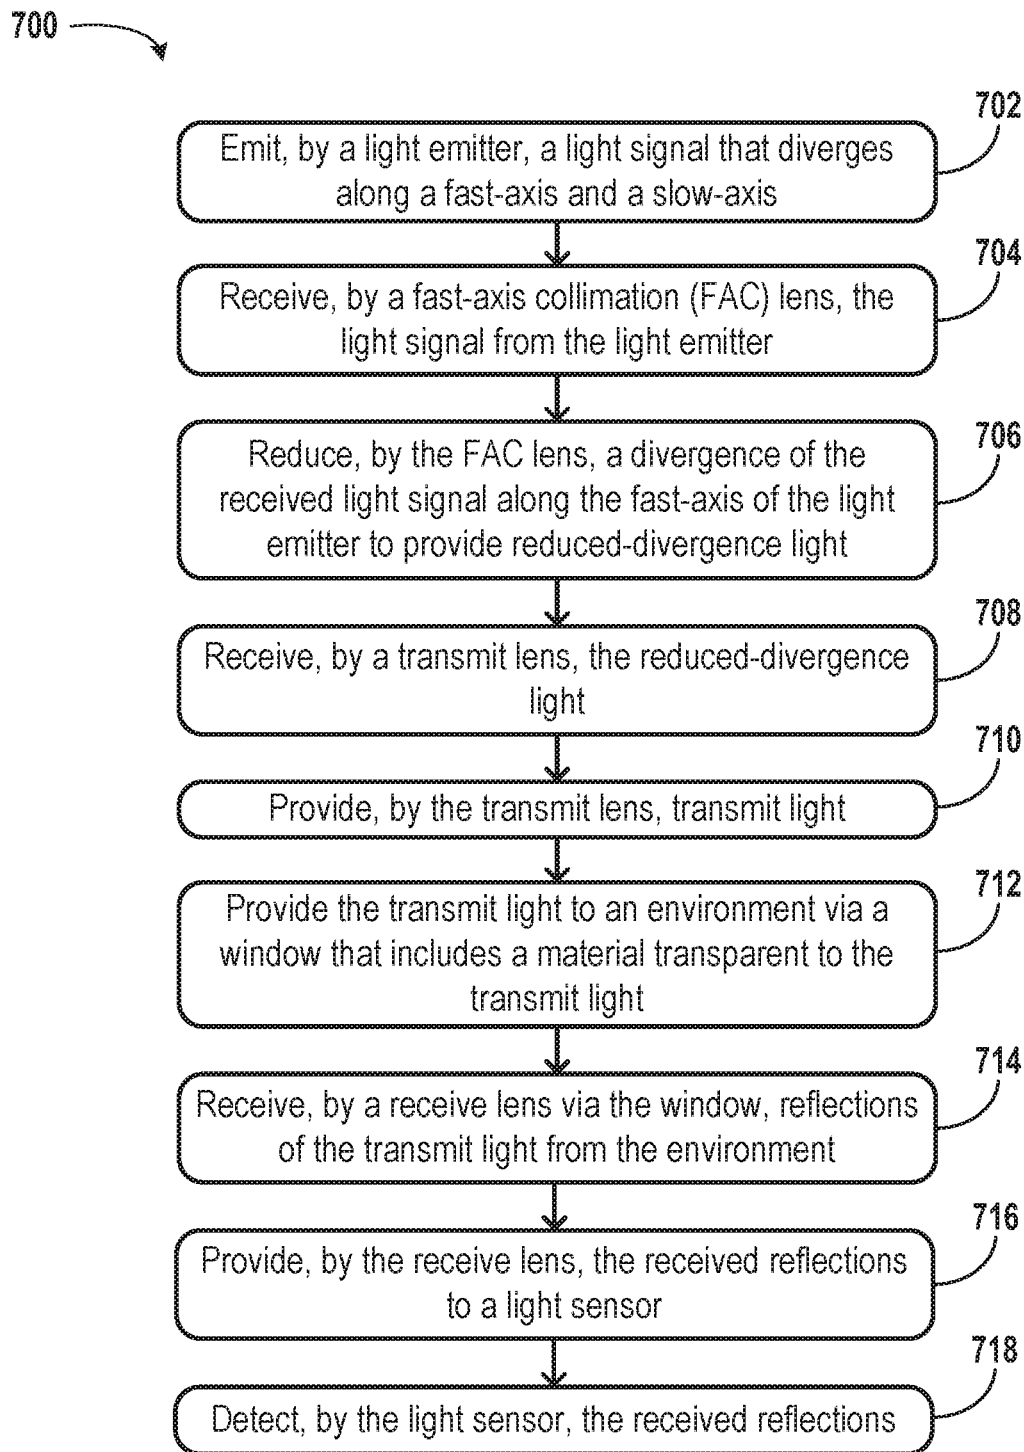 700
702
Emit, by a light emitter, a light signal that diverges
along a fast-axis and a slow-axis
704
Receive, by a fast-axis collimation (FAC) lens, the
light signal from the light emitter
706
Reduce, by the FAC lens, a divergence of the
received light signal along the fast-axis of the light
emitter to provide reduced-divergence light
708
Receive, by a transmit lens, the reduced-divergence
light
710
Provide, by the transmit lens, transmit light
712
Provide the transmit light to an environment via a
window that includes a material transparent to the
transmit light
714
Receive, by a receive lens via the window, reflections
of the transmit light from the environment
716
Provide, by the receive lens, the received reflections
to a light sensor
718
Detect, by the light sensor, the received reflections